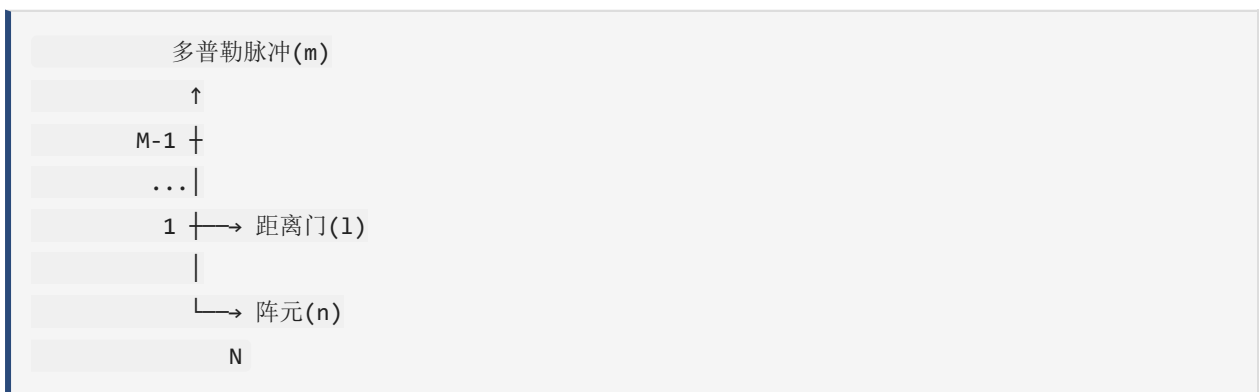 多普勒脉冲(m)
↑
M-1 ┼
...│
1 ┼──→ 距离门(l)
│
└──→ 阵元(n)
N